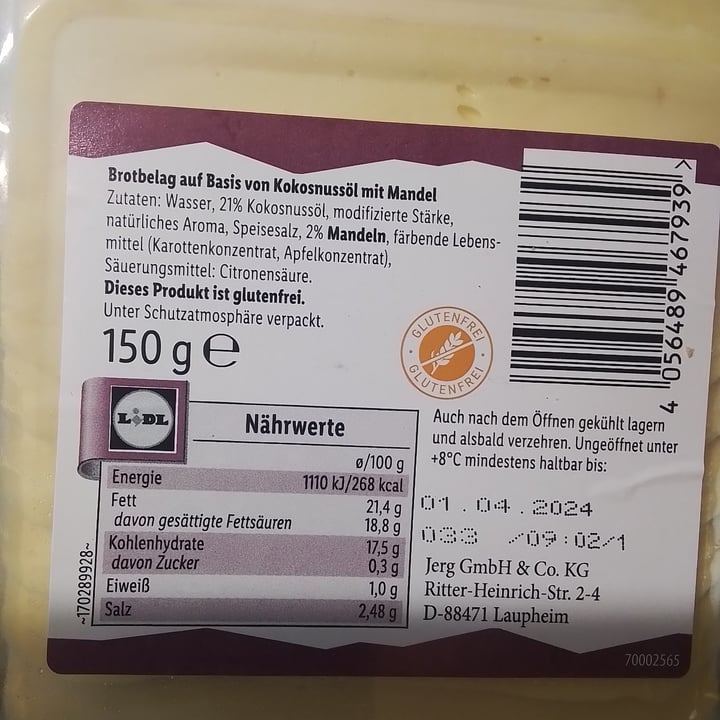 Brotbelag auf Basis von Kokosnussöl mit Mandel
Zutaten: Wasser, 21% Kokosnussöl, modifizierte Stärke,
natürliches Aroma, Speisesalz, 2% Mandeln, färbende Lebens-
mittel (Karottenkonzentrat, Apfelkonzentrat),
Säuerungsmittel: Citronensäure.
Dieses Produkt ist glutenfrei.
Unter Schutzatmosphäre verpackt.
150 g ℮
GLUTENFREI
GLUTENFREI
4 056489 467939 >
LIDL
Nährwerte
ø/100 g
Energie 1110 kJ/268 kcal
Fett 21,4 g
davon gesättigte Fettsäuren 18,8 g
Kohlenhydrate 17,5 g
davon Zucker 0,3 g
Eiweiß 1,0 g
Salz 2,48 g
~170289928~
Auch nach dem Öffnen gekühlt lagern
und alsbald verzehren. Ungeöffnet unter
+8°C mindestens haltbar bis:
01.04.2024
033 /09:02/1
Jerg GmbH & Co. KG
Ritter-Heinrich-Str. 2-4
D-88471 Laupheim
70002565